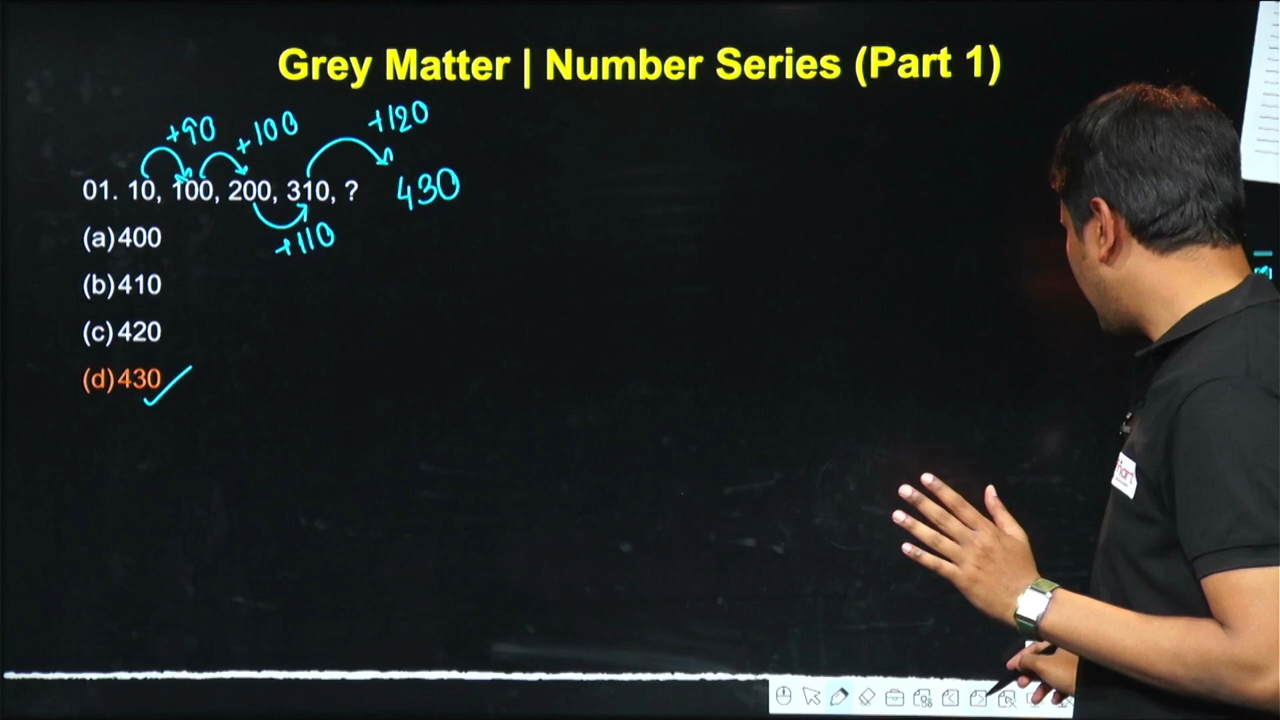 Grey Matter | Number Series (Part 1)
+90 +100 +120
01. 10, 100, 200, 310, ? 430
+110
(a) 400
(b) 410
(c) 420
(d) 430